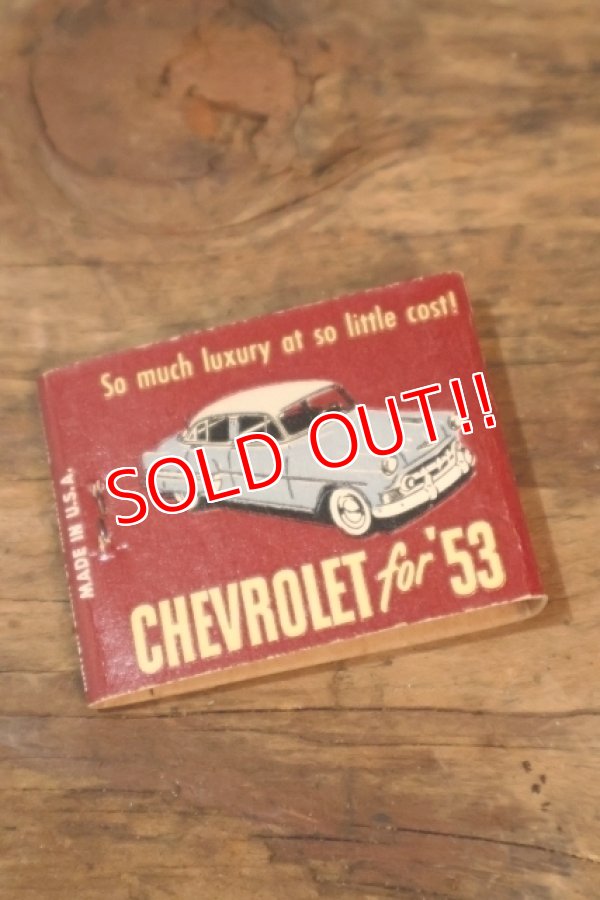 So much luxury at so little cost!
SOLD OUT!!
MADE IN U.S.A.
CHEVROLET for '53